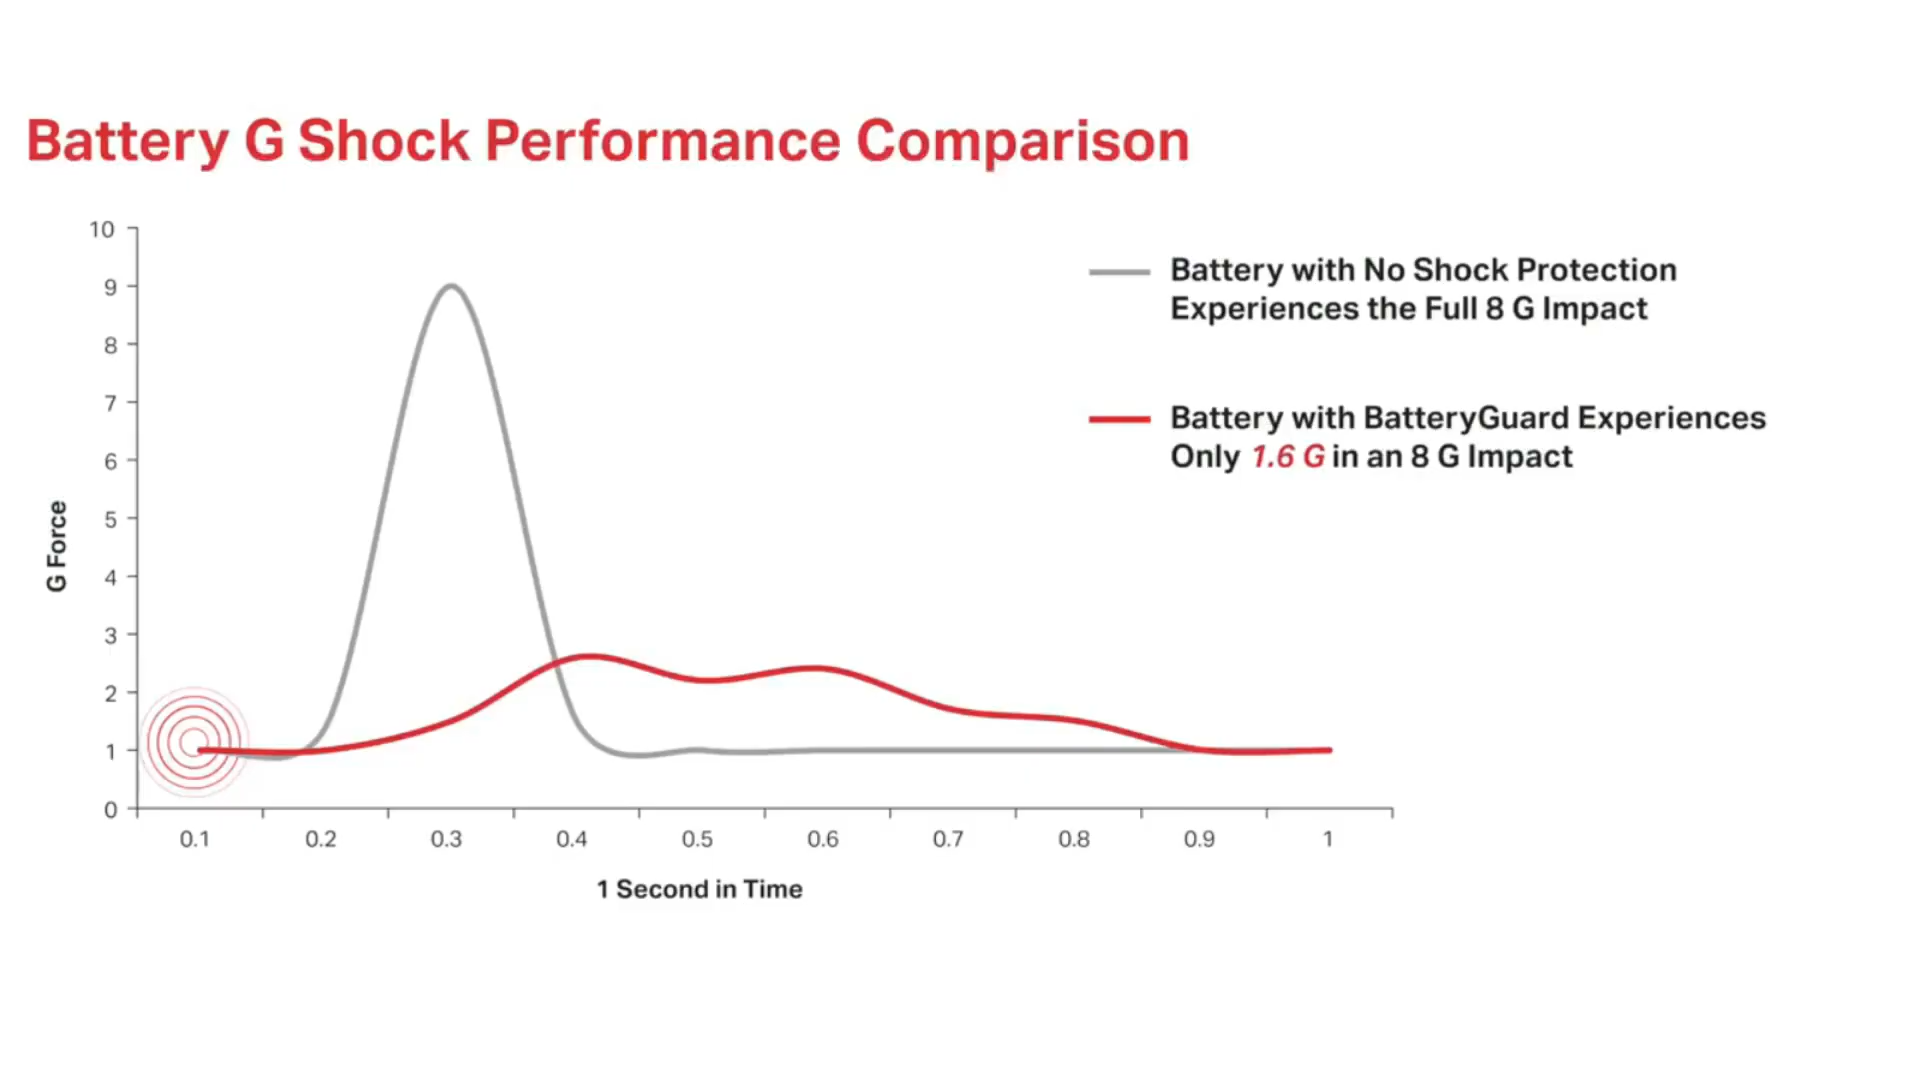 Battery G Shock Performance Comparison
10
9
8
7
6
5
4
3
2
1
0
G Force
0.1 0.2 0.3 0.4 0.5 0.6 0.7 0.8 0.9 1
1 Second in Time
Battery with No Shock Protection
Experiences the Full 8 G Impact
Battery with BatteryGuard Experiences
Only 1.6 G in an 8 G Impact